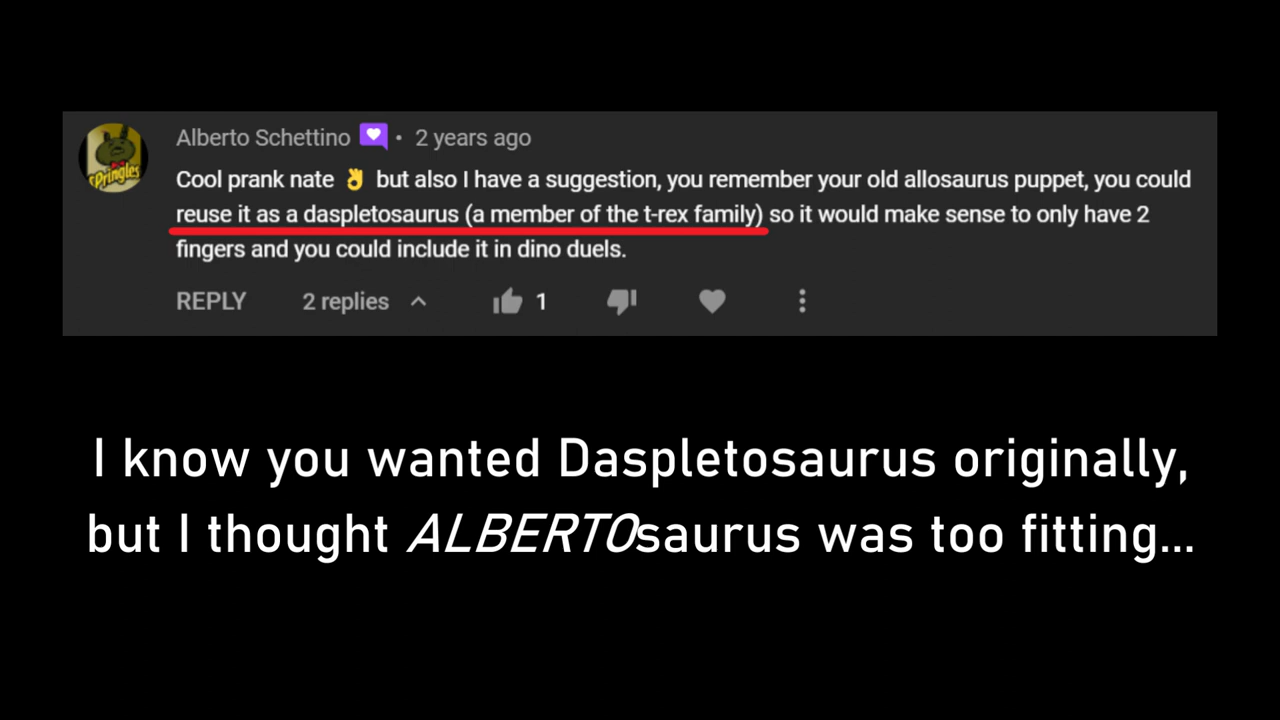 Alberto Schettino • 2 years ago
Cool prank nate 👌 but also I have a suggestion, you remember your old allosaurus puppet, you could
reuse it as a daspletosaurus (a member of the t-rex family) so it would make sense to only have 2
fingers and you could include it in dino duels.
REPLY 2 replies 1
SPringles
I know you wanted Daspletosaurus originally,
but I thought ALBERTOsaurus was too fitting...